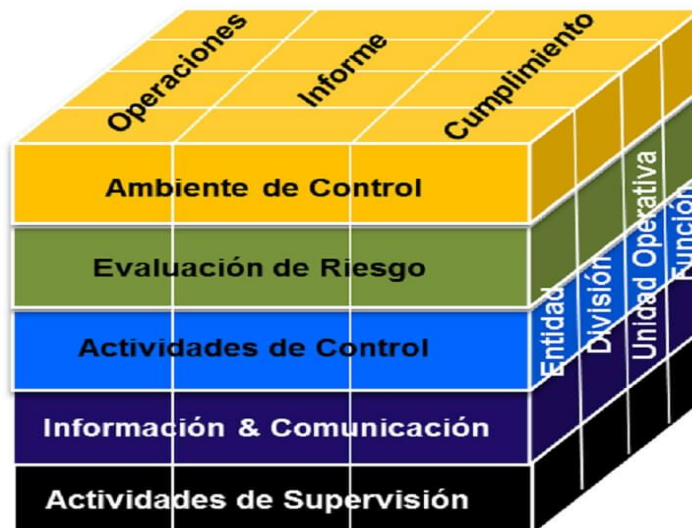 Operaciones
Informe
Cumplimiento
Ambiente de Control
Evaluación de Riesgo
Actividades de Control
Información & Comunicación
Actividades de Supervisión
Entidad
División
Unidad Operativa
Función